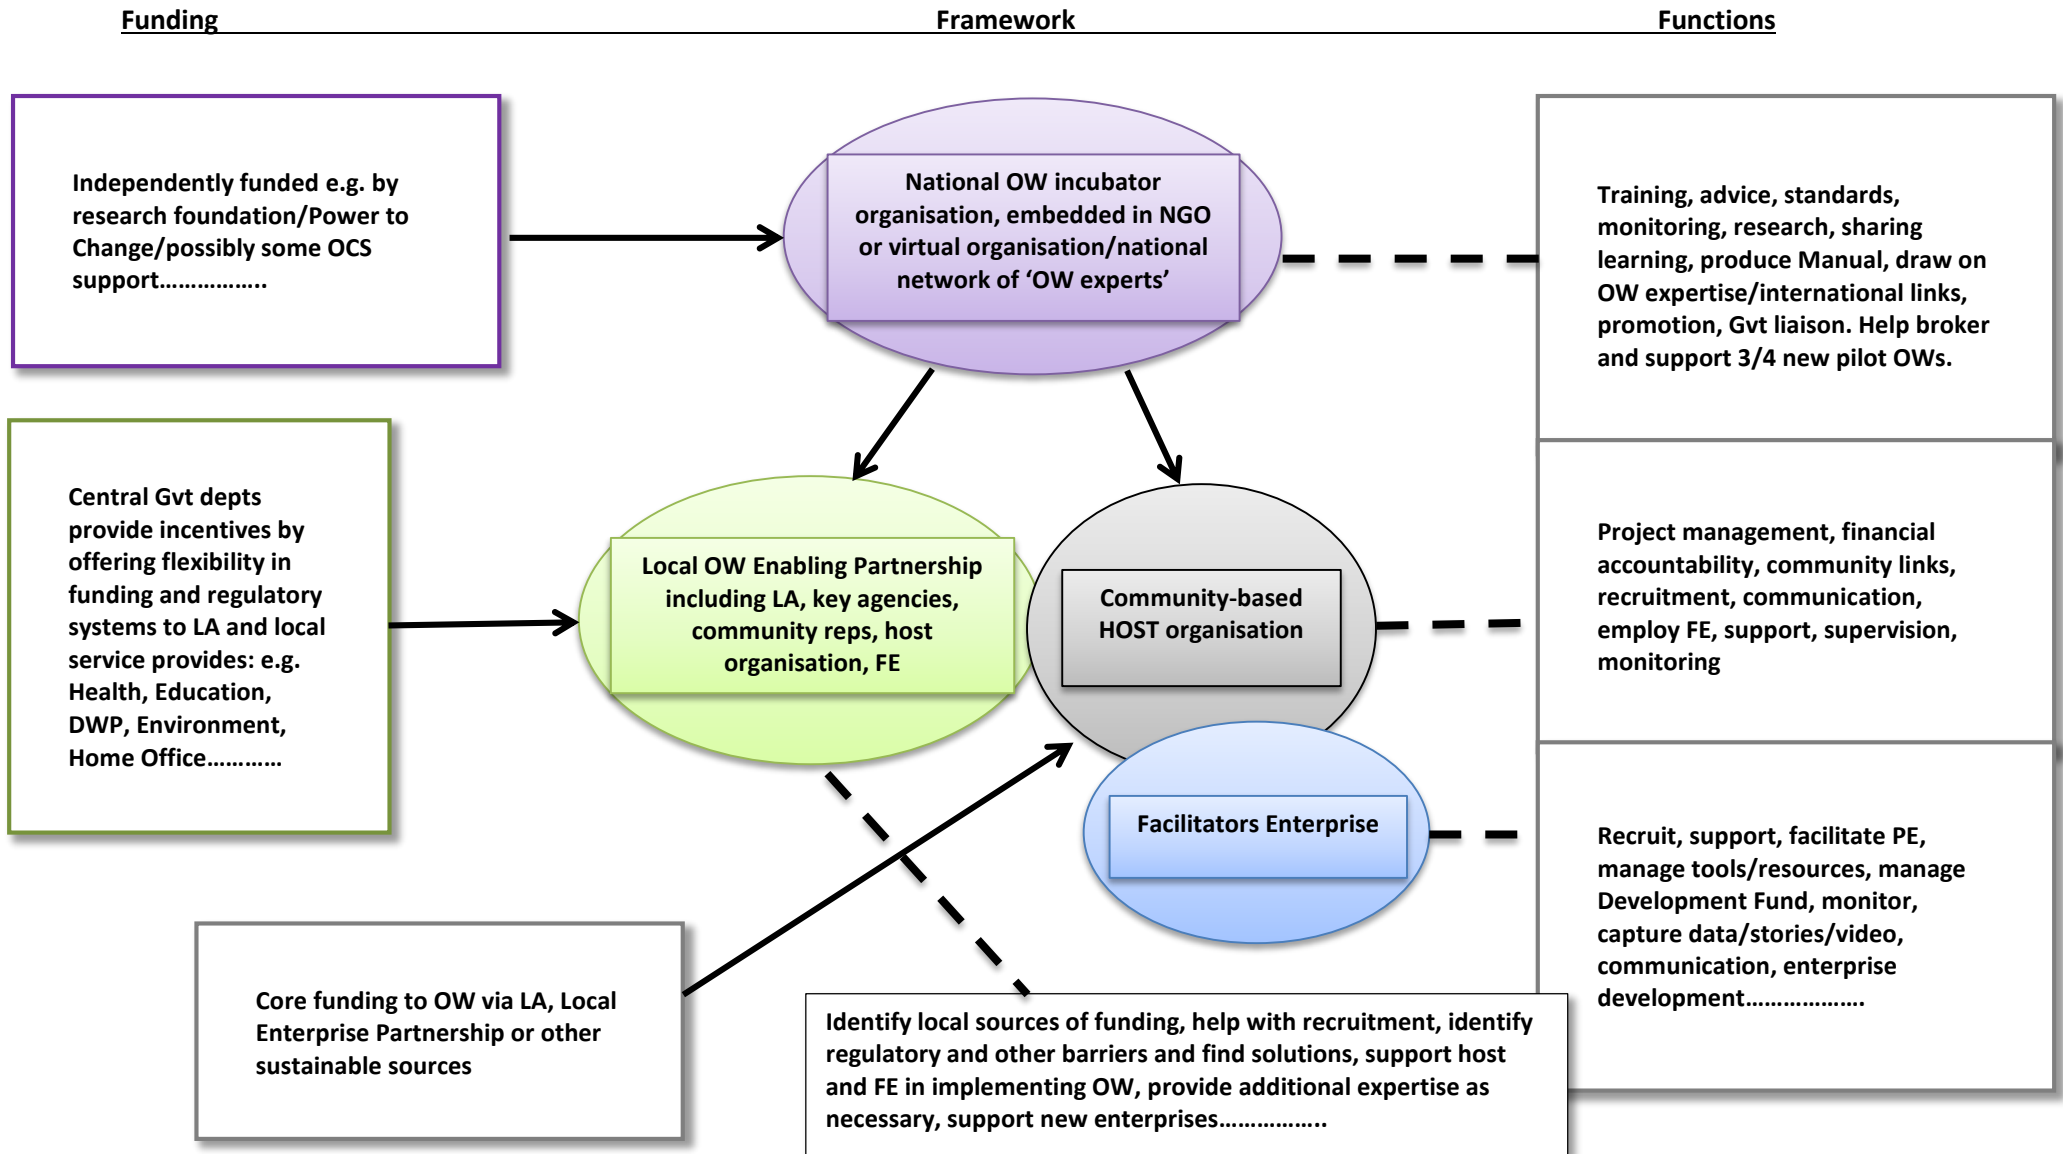 Funding Framework Functions
Independently funded e.g. by
research foundation/Power to
Change/possibly some OCS
support……………..
National OW incubator
organisation, embedded in NGO
or virtual organisation/national
network of ‘OW experts’
Training, advice, standards,
monitoring, research, sharing
learning, produce Manual, draw on
OW expertise/international links,
promotion, Gvt liaison. Help broker
and support 3/4 new pilot OWs.
Central Gvt depts
provide incentives by
offering flexibility in
funding and regulatory
systems to LA and local
service provides: e.g.
Health, Education,
DWP, Environment,
Home Office…………
Local OW Enabling Partnership
including LA, key agencies,
community reps, host
organisation, FE
Community-based
HOST organisation
Project management, financial
accountability, community links,
recruitment, communication,
employ FE, support, supervision,
monitoring
Facilitators Enterprise
Recruit, support, facilitate PE,
manage tools/resources, manage
Development Fund, monitor,
capture data/stories/video,
communication, enterprise
development……………….
Core funding to OW via LA, Local
Enterprise Partnership or other
sustainable sources
Identify local sources of funding, help with recruitment, identify
regulatory and other barriers and find solutions, support host
and FE in implementing OW, provide additional expertise as
necessary, support new enterprises……………..